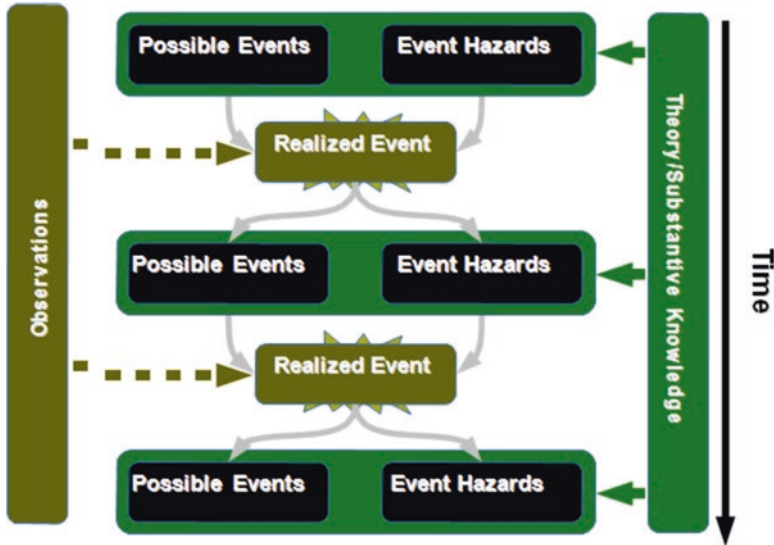 Possible Events
Event Hazards
Realized Event
Possible Events
Event Hazards
Realized Event
Possible Events
Event Hazards
Observations
Theory/Substantive Knowledge
Time